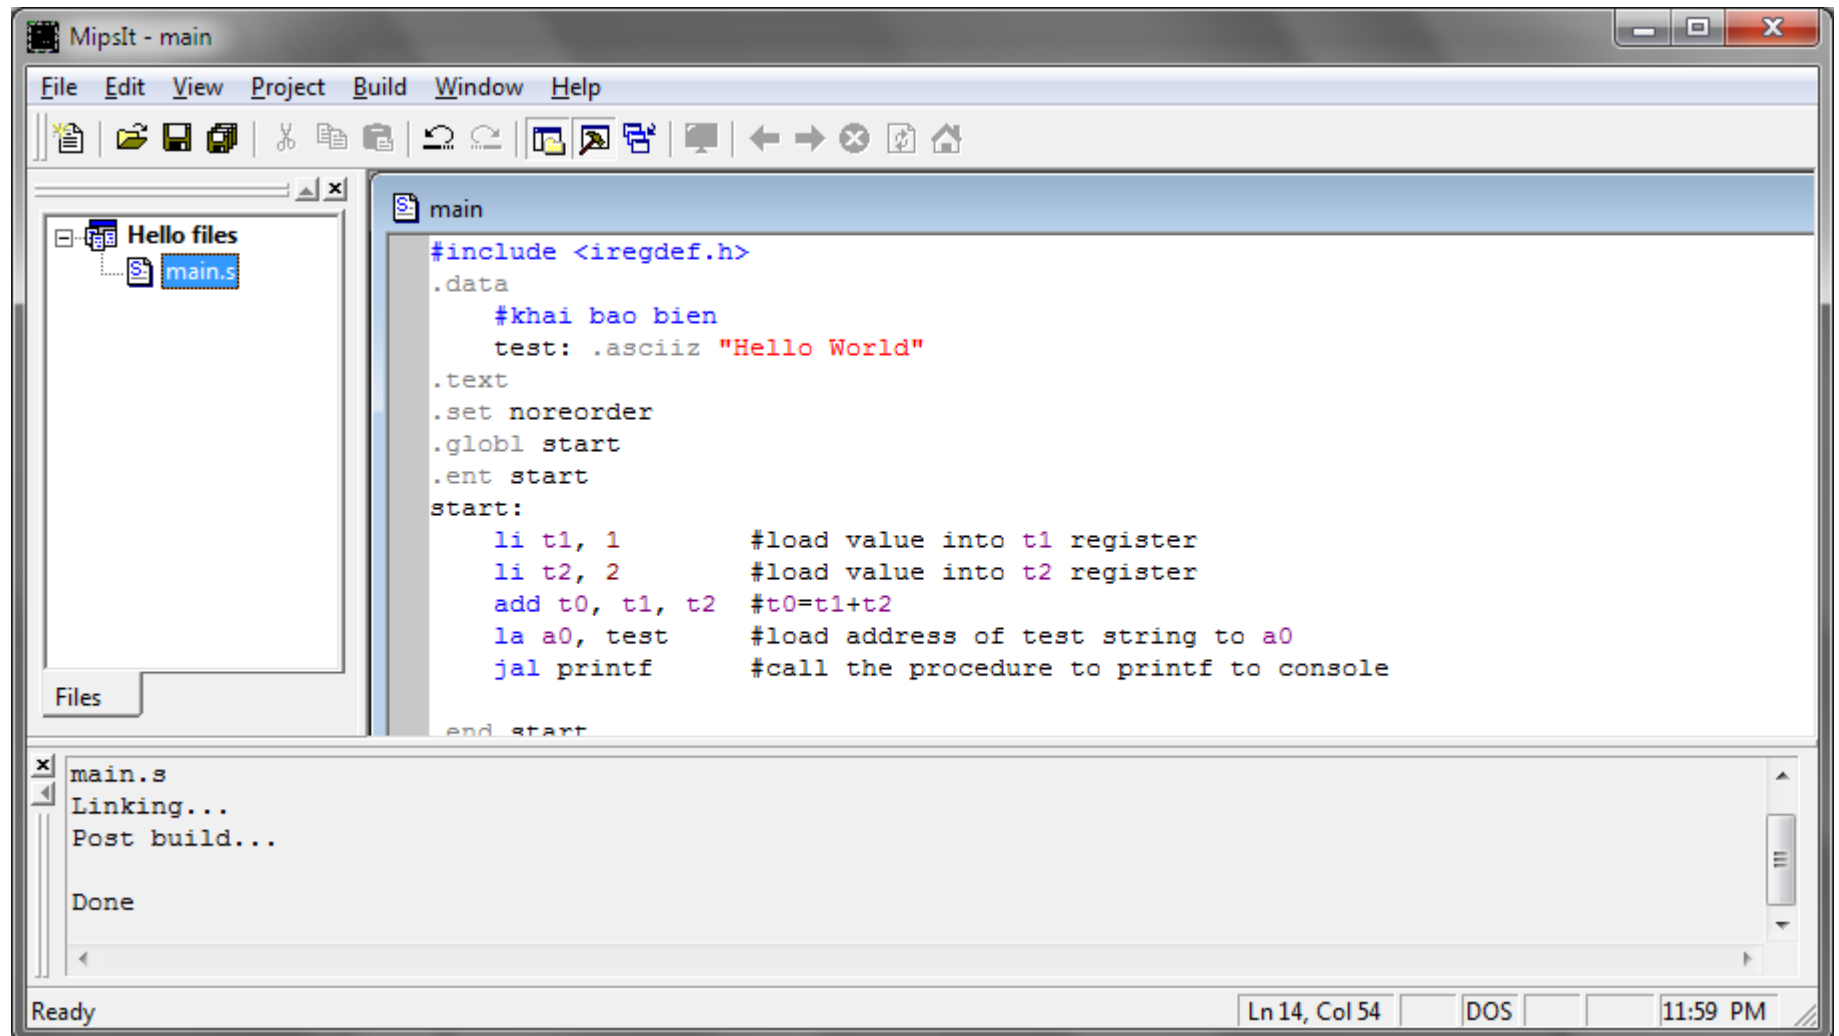 MipsIt - main
File Edit View Project Build Window Help
Hello files
main.s
Files
main
#include <iregdef.h>
.data
    #khai bao bien
    test: .asciiz "Hello World"
.text
.set noreorder
.globl start
.ent start
start:
    li t1, 1        #load value into t1 register
    li t2, 2        #load value into t2 register
    add t0, t1, t2  #t0=t1+t2
    la a0, test     #load address of test string to a0
    jal printf      #call the procedure to printf to console
.end start
main.s
Linking...
Post build...
Done
Ready Ln 14, Col 54 DOS 11:59 PM